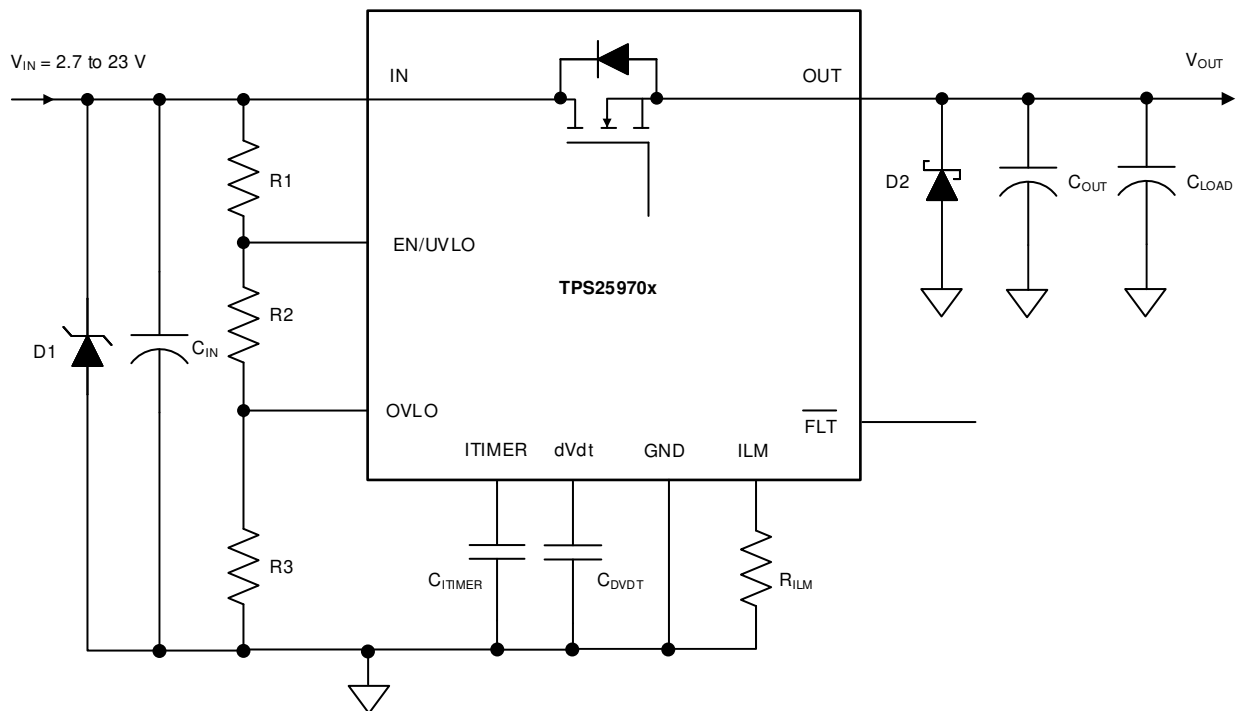 V_IN = 2.7 to 23 V
IN
OUT
V_OUT
R1
D2
C_OUT
C_LOAD
EN/UVLO
TPS25970x
R2
D1
C_IN
OVLO
FLT
ITIMER
dVdt
GND
ILM
R3
C_ITIMER
C_DVDT
R_ILM